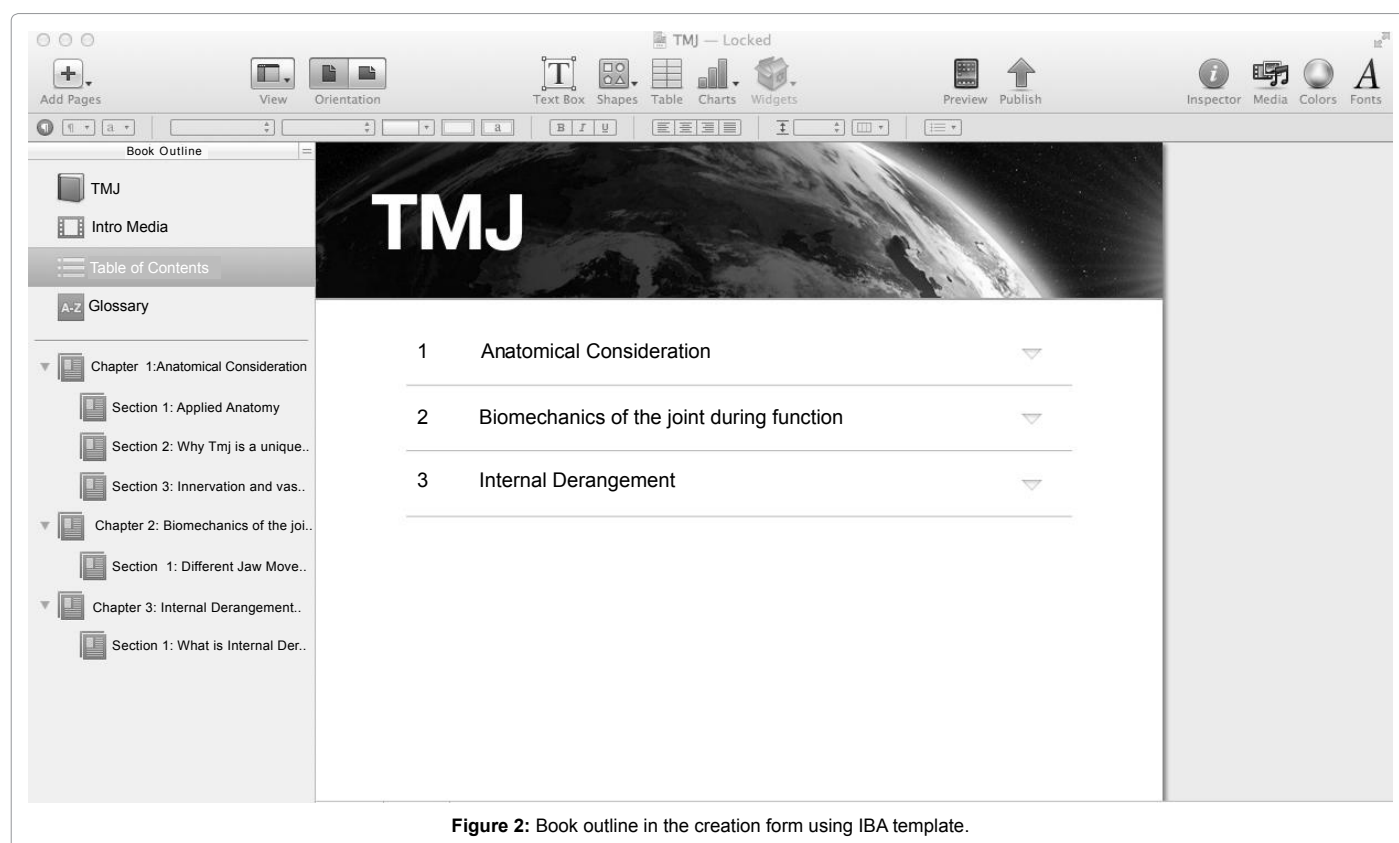 TMJ — Locked
Add Pages View Orientation Text Box Shapes Table Charts Widgets Preview Publish Inspector Media Colors Fonts
¶ a a B I U
Book Outline
TMJ
Intro Media
Table of Contents
A-Z Glossary
Chapter 1:Anatomical Consideration
Section 1: Applied Anatomy
Section 2: Why Tmj is a unique..
Section 3: Innervation and vas..
Chapter 2: Biomechanics of the joi..
Section 1: Different Jaw Move..
Chapter 3: Internal Derangement..
Section 1: What is Internal Der..
TMJ
1 Anatomical Consideration
2 Biomechanics of the joint during function
3 Internal Derangement
Figure 2: Book outline in the creation form using IBA template.